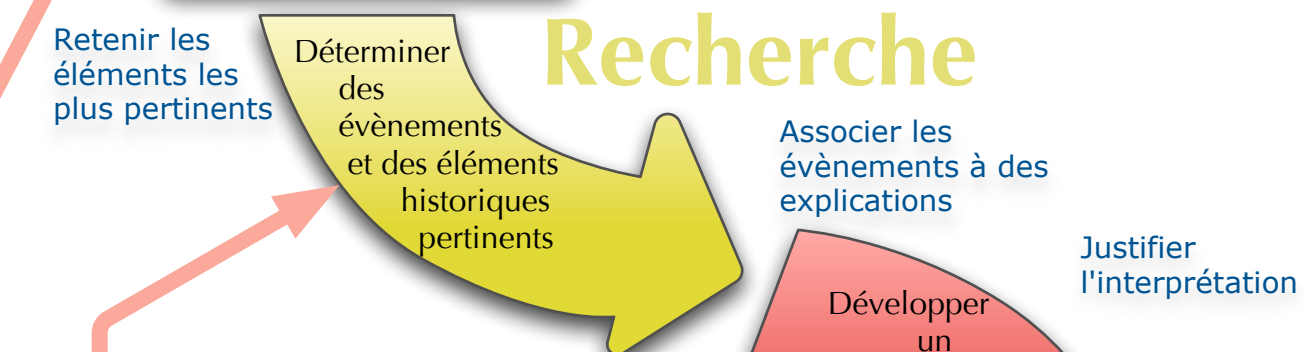 Recherche
Retenir les
éléments les
plus pertinents
Déterminer
des
évènements
et des éléments
historiques
pertinents
Associer les
évènements à des
explications
Justifier
l'interprétation
Développer
un